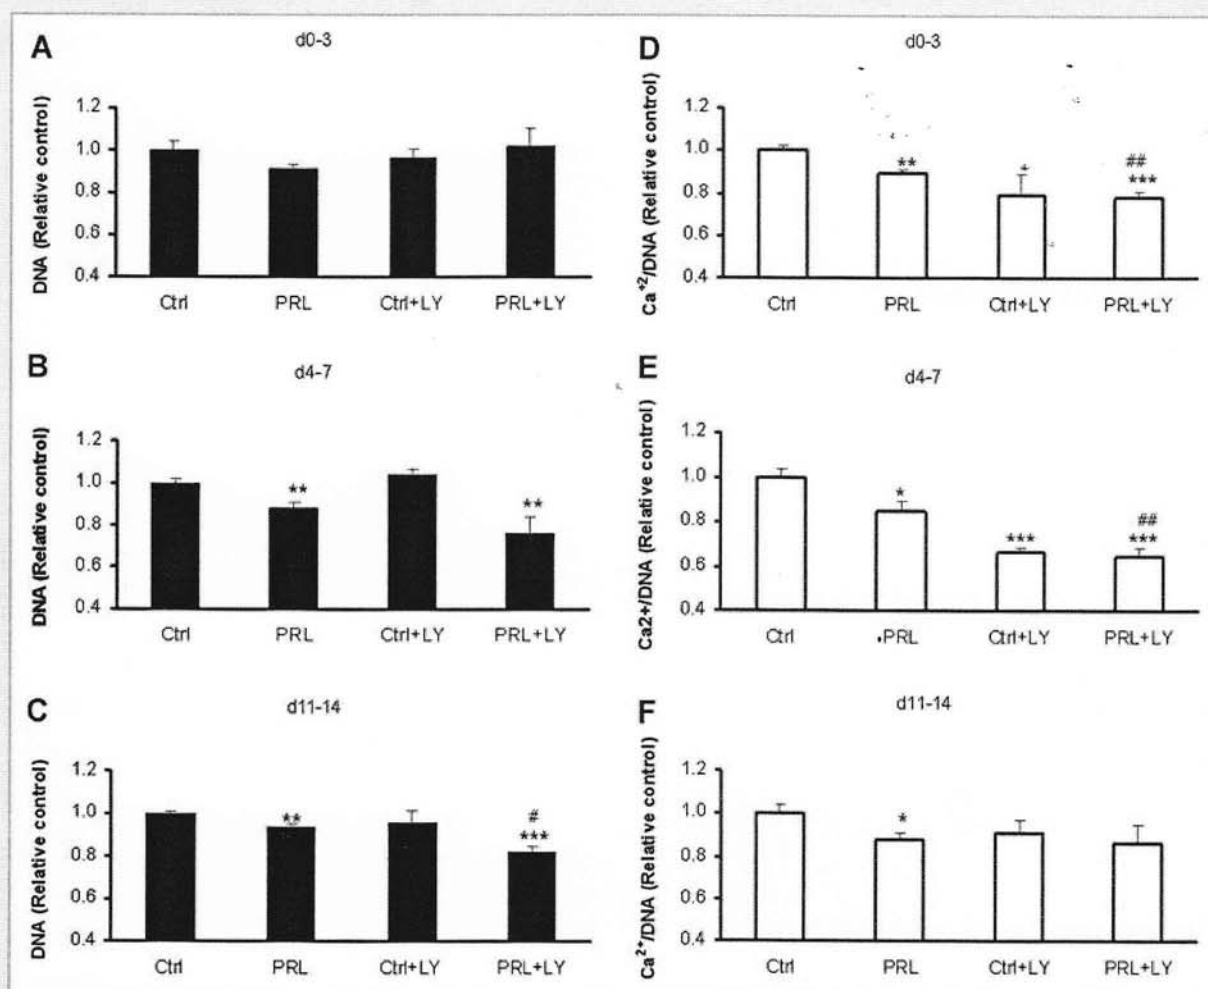 A
d0-3
DNA (Relative control)
1.2
1.0
0.8
0.6
0.4
Ctrl
PRL
Ctrl+LY
PRL+LY
D
d0-3
Ca+2/DNA (Relative control)
1.2
1.0
0.8
0.6
0.4
**
*
##
***
Ctrl
PRL
Ctrl+LY
PRL+LY
B
d4-7
DNA (Relative control)
1.2
1.0
0.8
0.6
0.4
**
**
Ctrl
PRL
Ctrl+LY
PRL+LY
E
d4-7
Ca2+/DNA (Relative control)
1.2
1.0
0.8
0.6
0.4
*
***
##
***
Ctrl
PRL
Ctrl+LY
PRL+LY
C
d11-14
DNA (Relative control)
1.2
1.0
0.8
0.6
0.4
**
#
***
Ctrl
PRL
Ctrl+LY
PRL+LY
F
d11-14
Ca2+/DNA (Relative control)
1.2
1.0
0.8
0.6
0.4
*
Ctrl
PRL
Ctrl+LY
PRL+LY